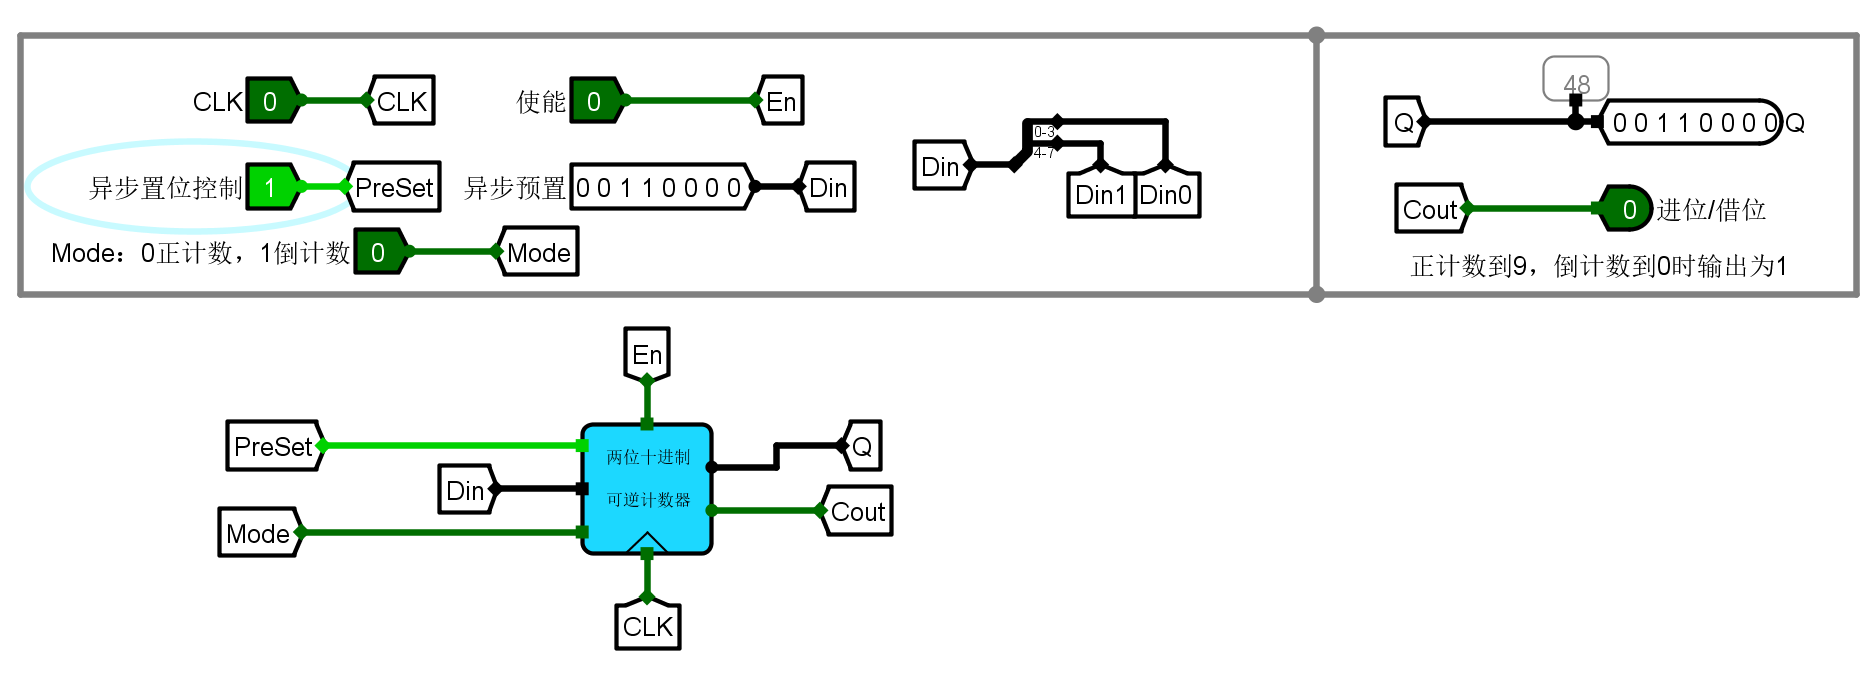 CLK 0 CLK
使能 0 En
48
Q 0 0 1 1 0 0 0 0 Q
0-3
4-7
Din
Din1 Din0
异步置位控制 1 PreSet
异步预置 0 0 1 1 0 0 0 0 Din
Cout 0 进位/借位
Mode：0正计数，1倒计数 0 Mode
正计数到9，倒计数到0时输出为1
En
PreSet
两位十进制
Q
Din
可逆计数器
Cout
Mode
CLK